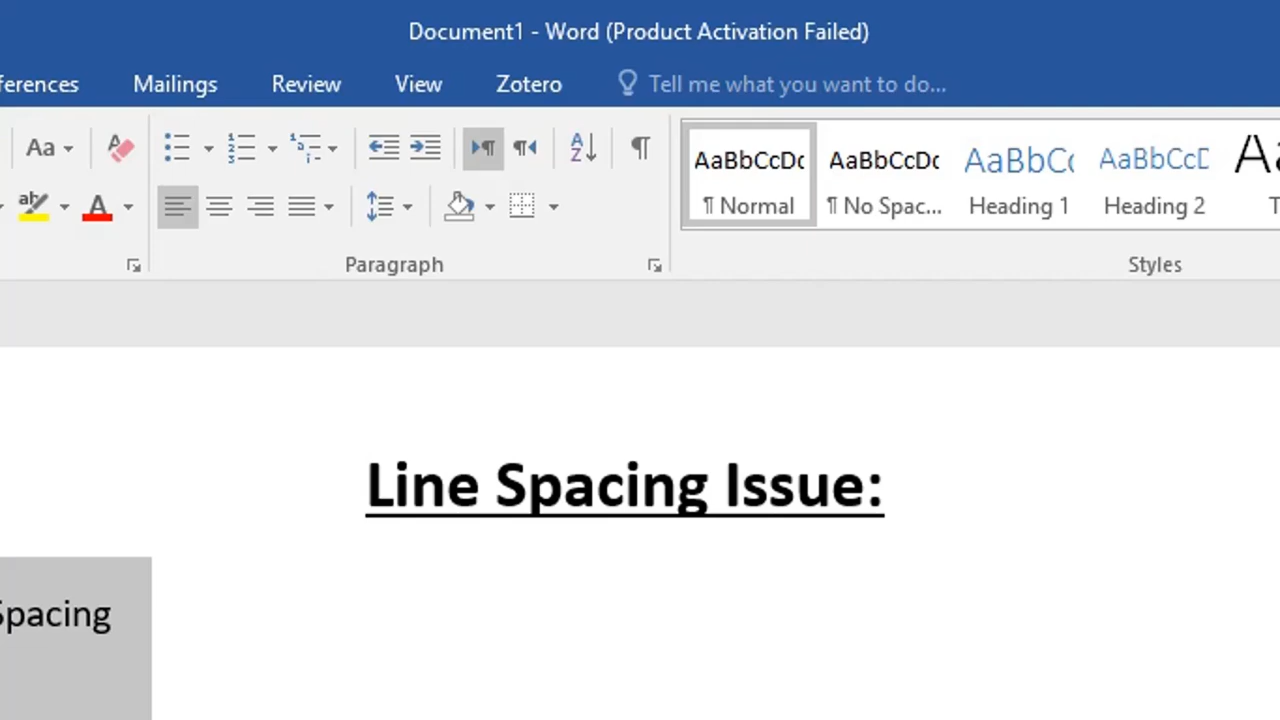 Document1 - Word (Product Activation Failed)
ferences Mailings Review View Zotero Tell me what you want to do...
Aa
AaBbCcDc AaBbCcDc AaBbCc AaBbCcD Aa
¶ Normal ¶ No Spac... Heading 1 Heading 2 T
Paragraph Styles
Line Spacing Issue:
Spacing